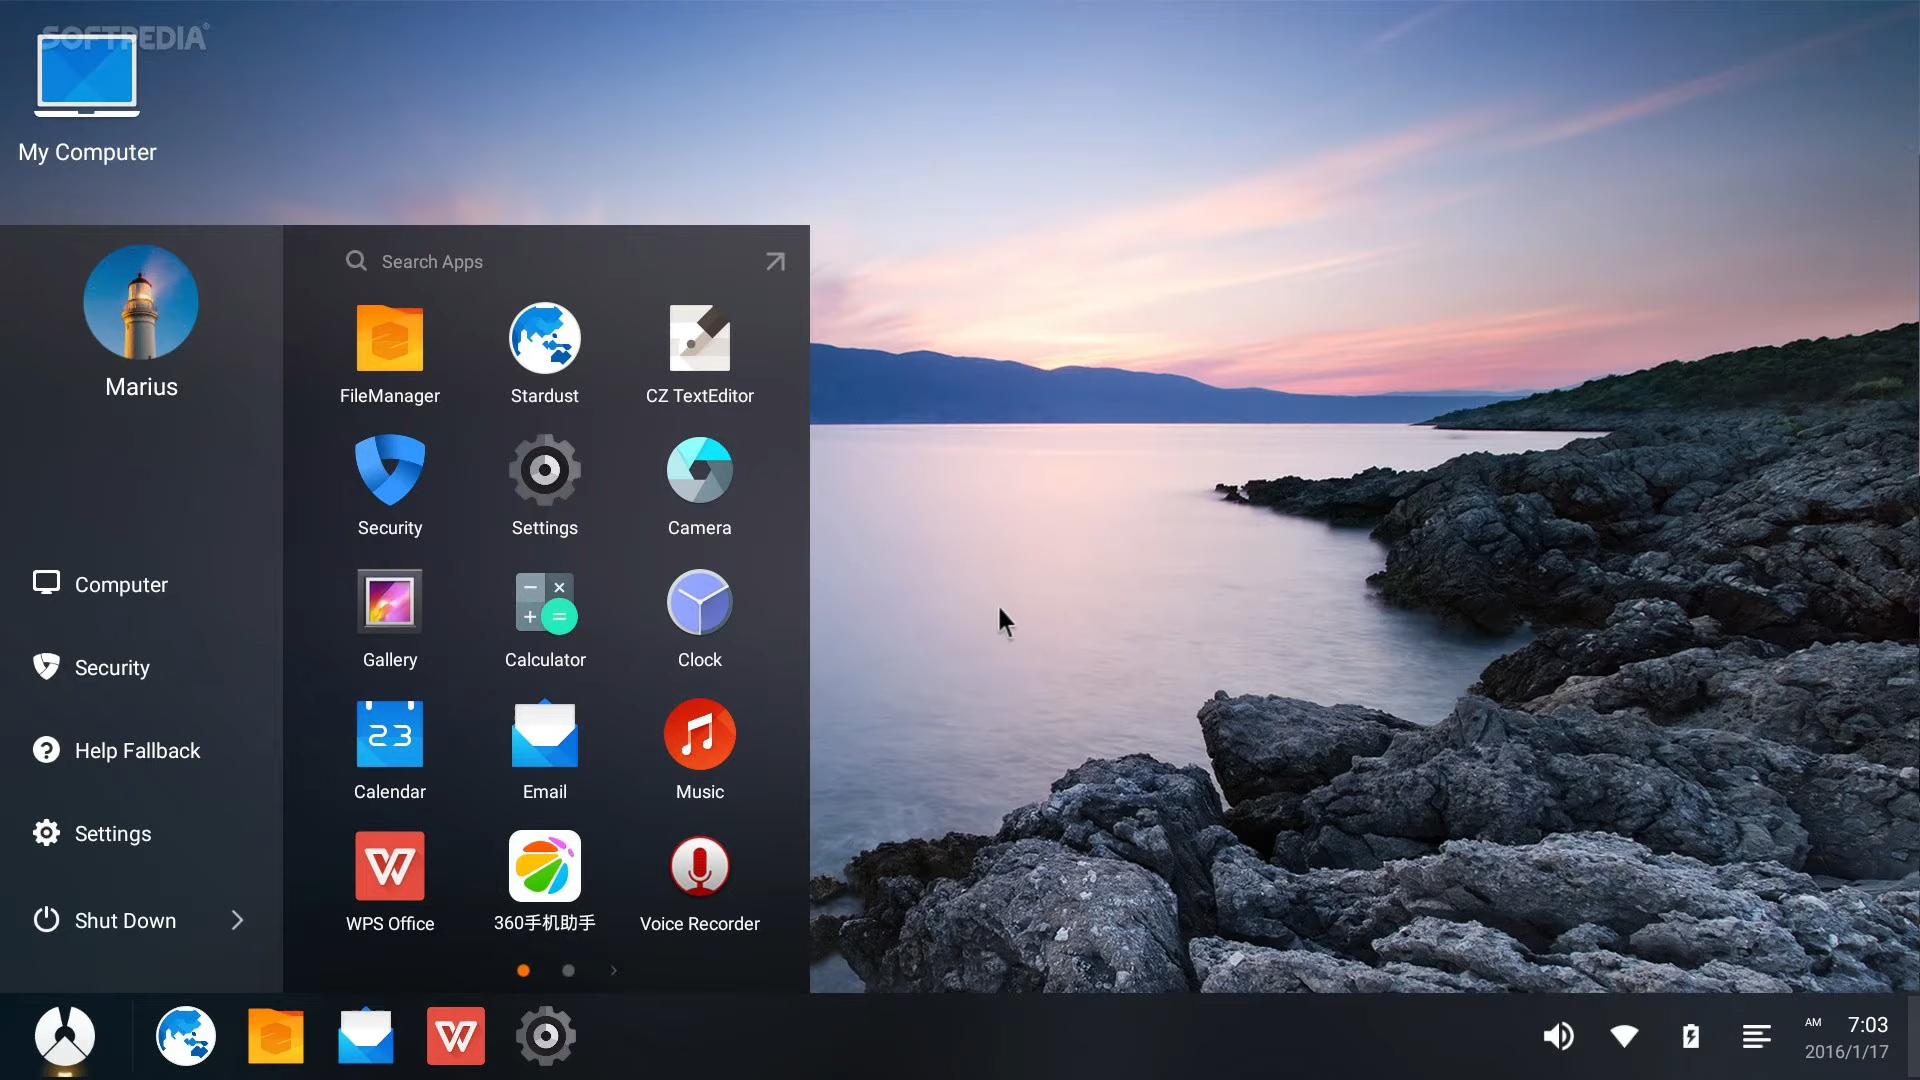 SOFTPEDIA®
My Computer
Marius
Computer
Security
Help Fallback
Settings
Shut Down
Search Apps
FileManager
Stardust
CZ TextEditor
Security
Settings
Camera
Gallery
Calculator
Clock
23
Calendar
Email
Music
WPS Office
360手机助手
Voice Recorder
AM 7:03
2016/1/17